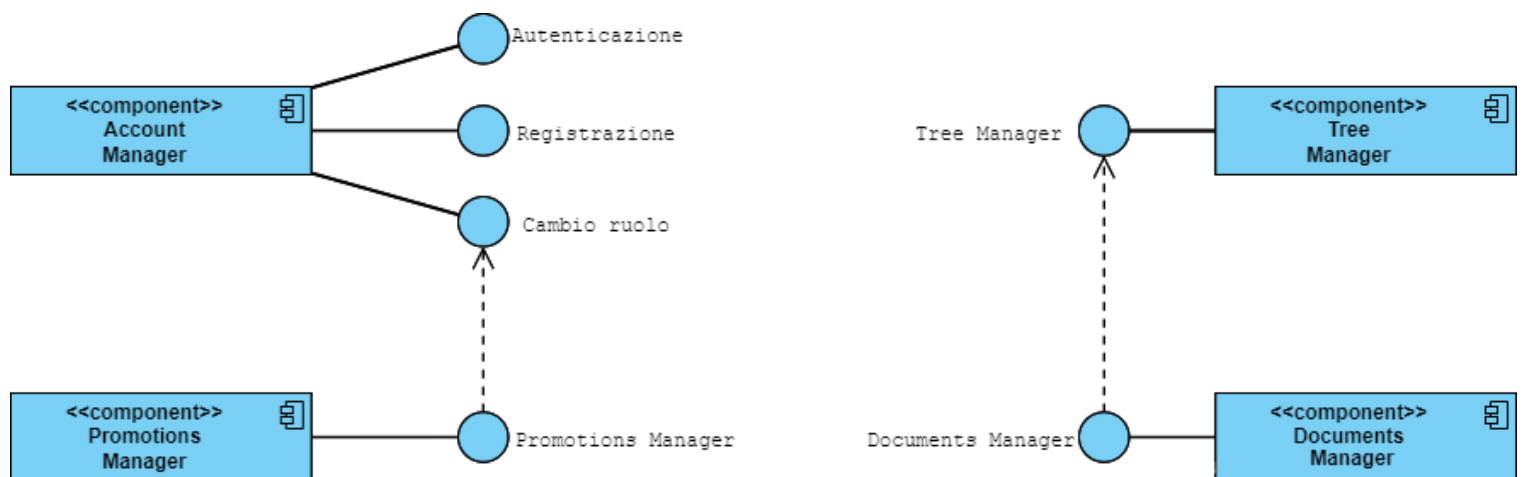 Autenticazione
<<component>>
Account
Manager
Registrazione
Cambio ruolo
Tree Manager
<<component>>
Tree
Manager
<<component>>
Promotions
Manager
Promotions Manager
Documents Manager
<<component>>
Documents
Manager